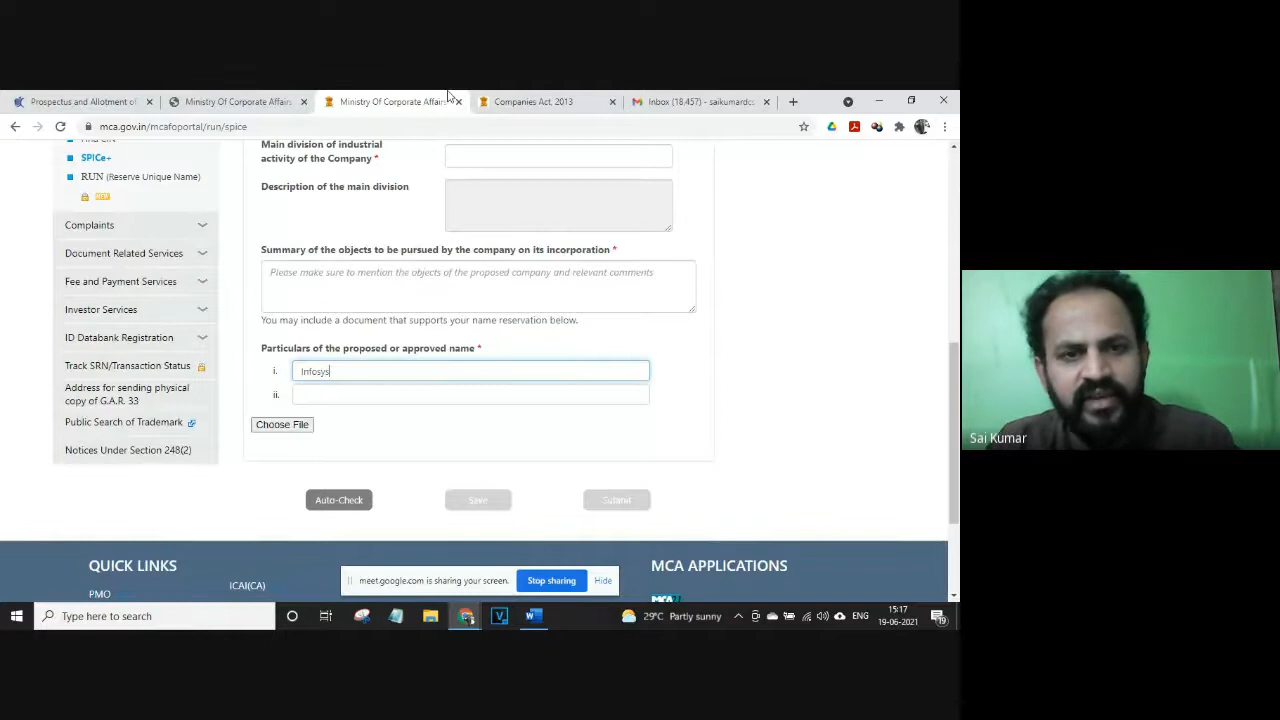 Prospectus and Allotment of
Ministry Of Corporate Affairs
Ministry Of Corporate Affairs
Companies Act, 2013
Inbox (18,457) - saikumardc
mca.gov.in/mcafoportal/run/spice
SPICe+
RUN (Reserve Unique Name)
NEW
Complaints
Document Related Services
Fee and Payment Services
Investor Services
ID Databank Registration
Track SRN/Transaction Status
Address for sending physical
copy of G.A.R. 33
Public Search of Trademark
Notices Under Section 248(2)
Main division of industrial
activity of the Company *
Description of the main division
Summary of the objects to be pursued by the company on its incorporation *
Please make sure to mention the objects of the proposed company and relevant comments
You may include a document that supports your name reservation below.
Particulars of the proposed or approved name *
i. Infosys
ii.
Choose File
Auto-Check
Save
Submit
QUICK LINKS
PMO
ICAI(CA)
MCA APPLICATIONS
meet.google.com is sharing your screen.
Stop sharing
Hide
Type here to search
29°C Partly sunny
ENG
15:17
19-06-2021
19
Sai Kumar